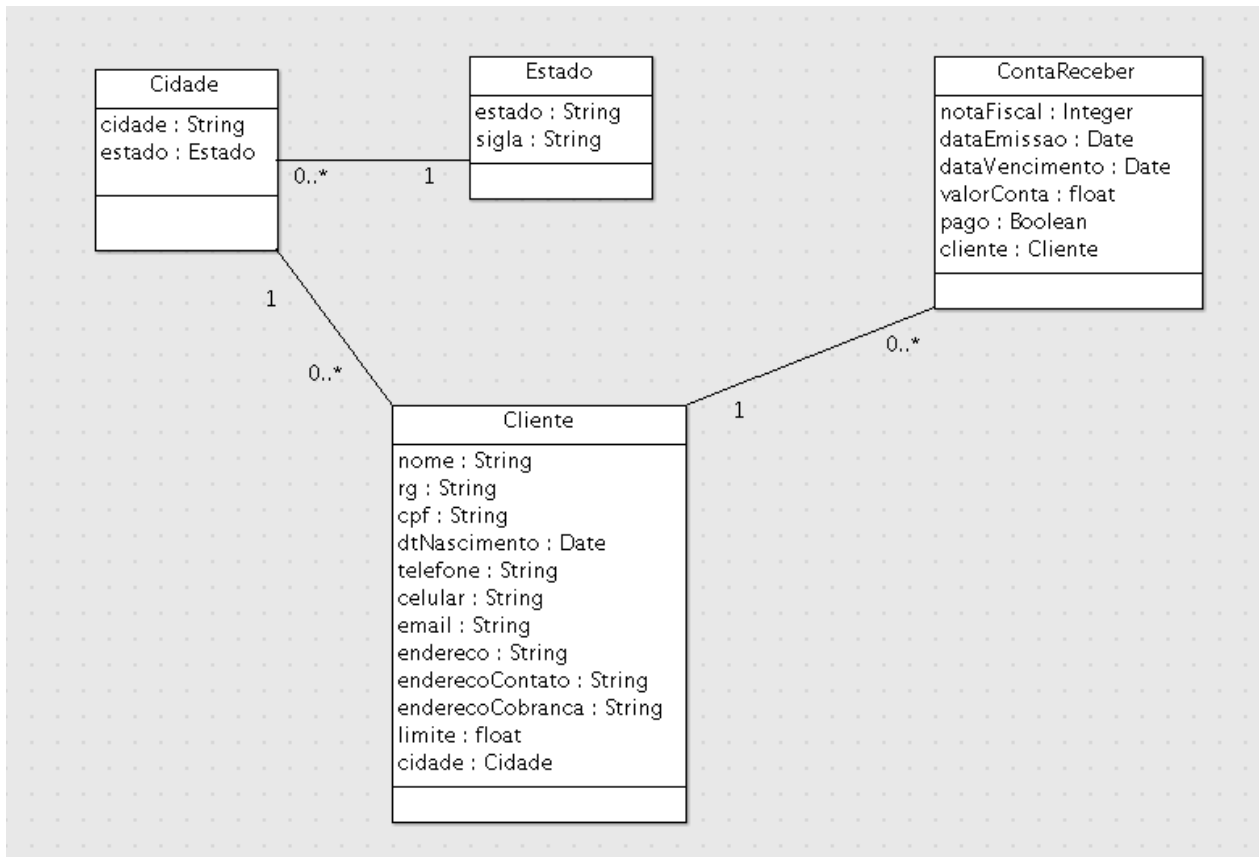 Cidade
cidade : String
estado : Estado
0..*
1
Estado
estado : String
sigla : String
ContaReceber
notaFiscal : Integer
dataEmissao : Date
dataVencimento : Date
valorConta : float
pago : Boolean
cliente : Cliente
1
0..*
0..*
1
Cliente
nome : String
rg : String
cpf : String
dtNascimento : Date
telefone : String
celular : String
email : String
endereco : String
enderecoContato : String
enderecoCobranca : String
limite : float
cidade : Cidade